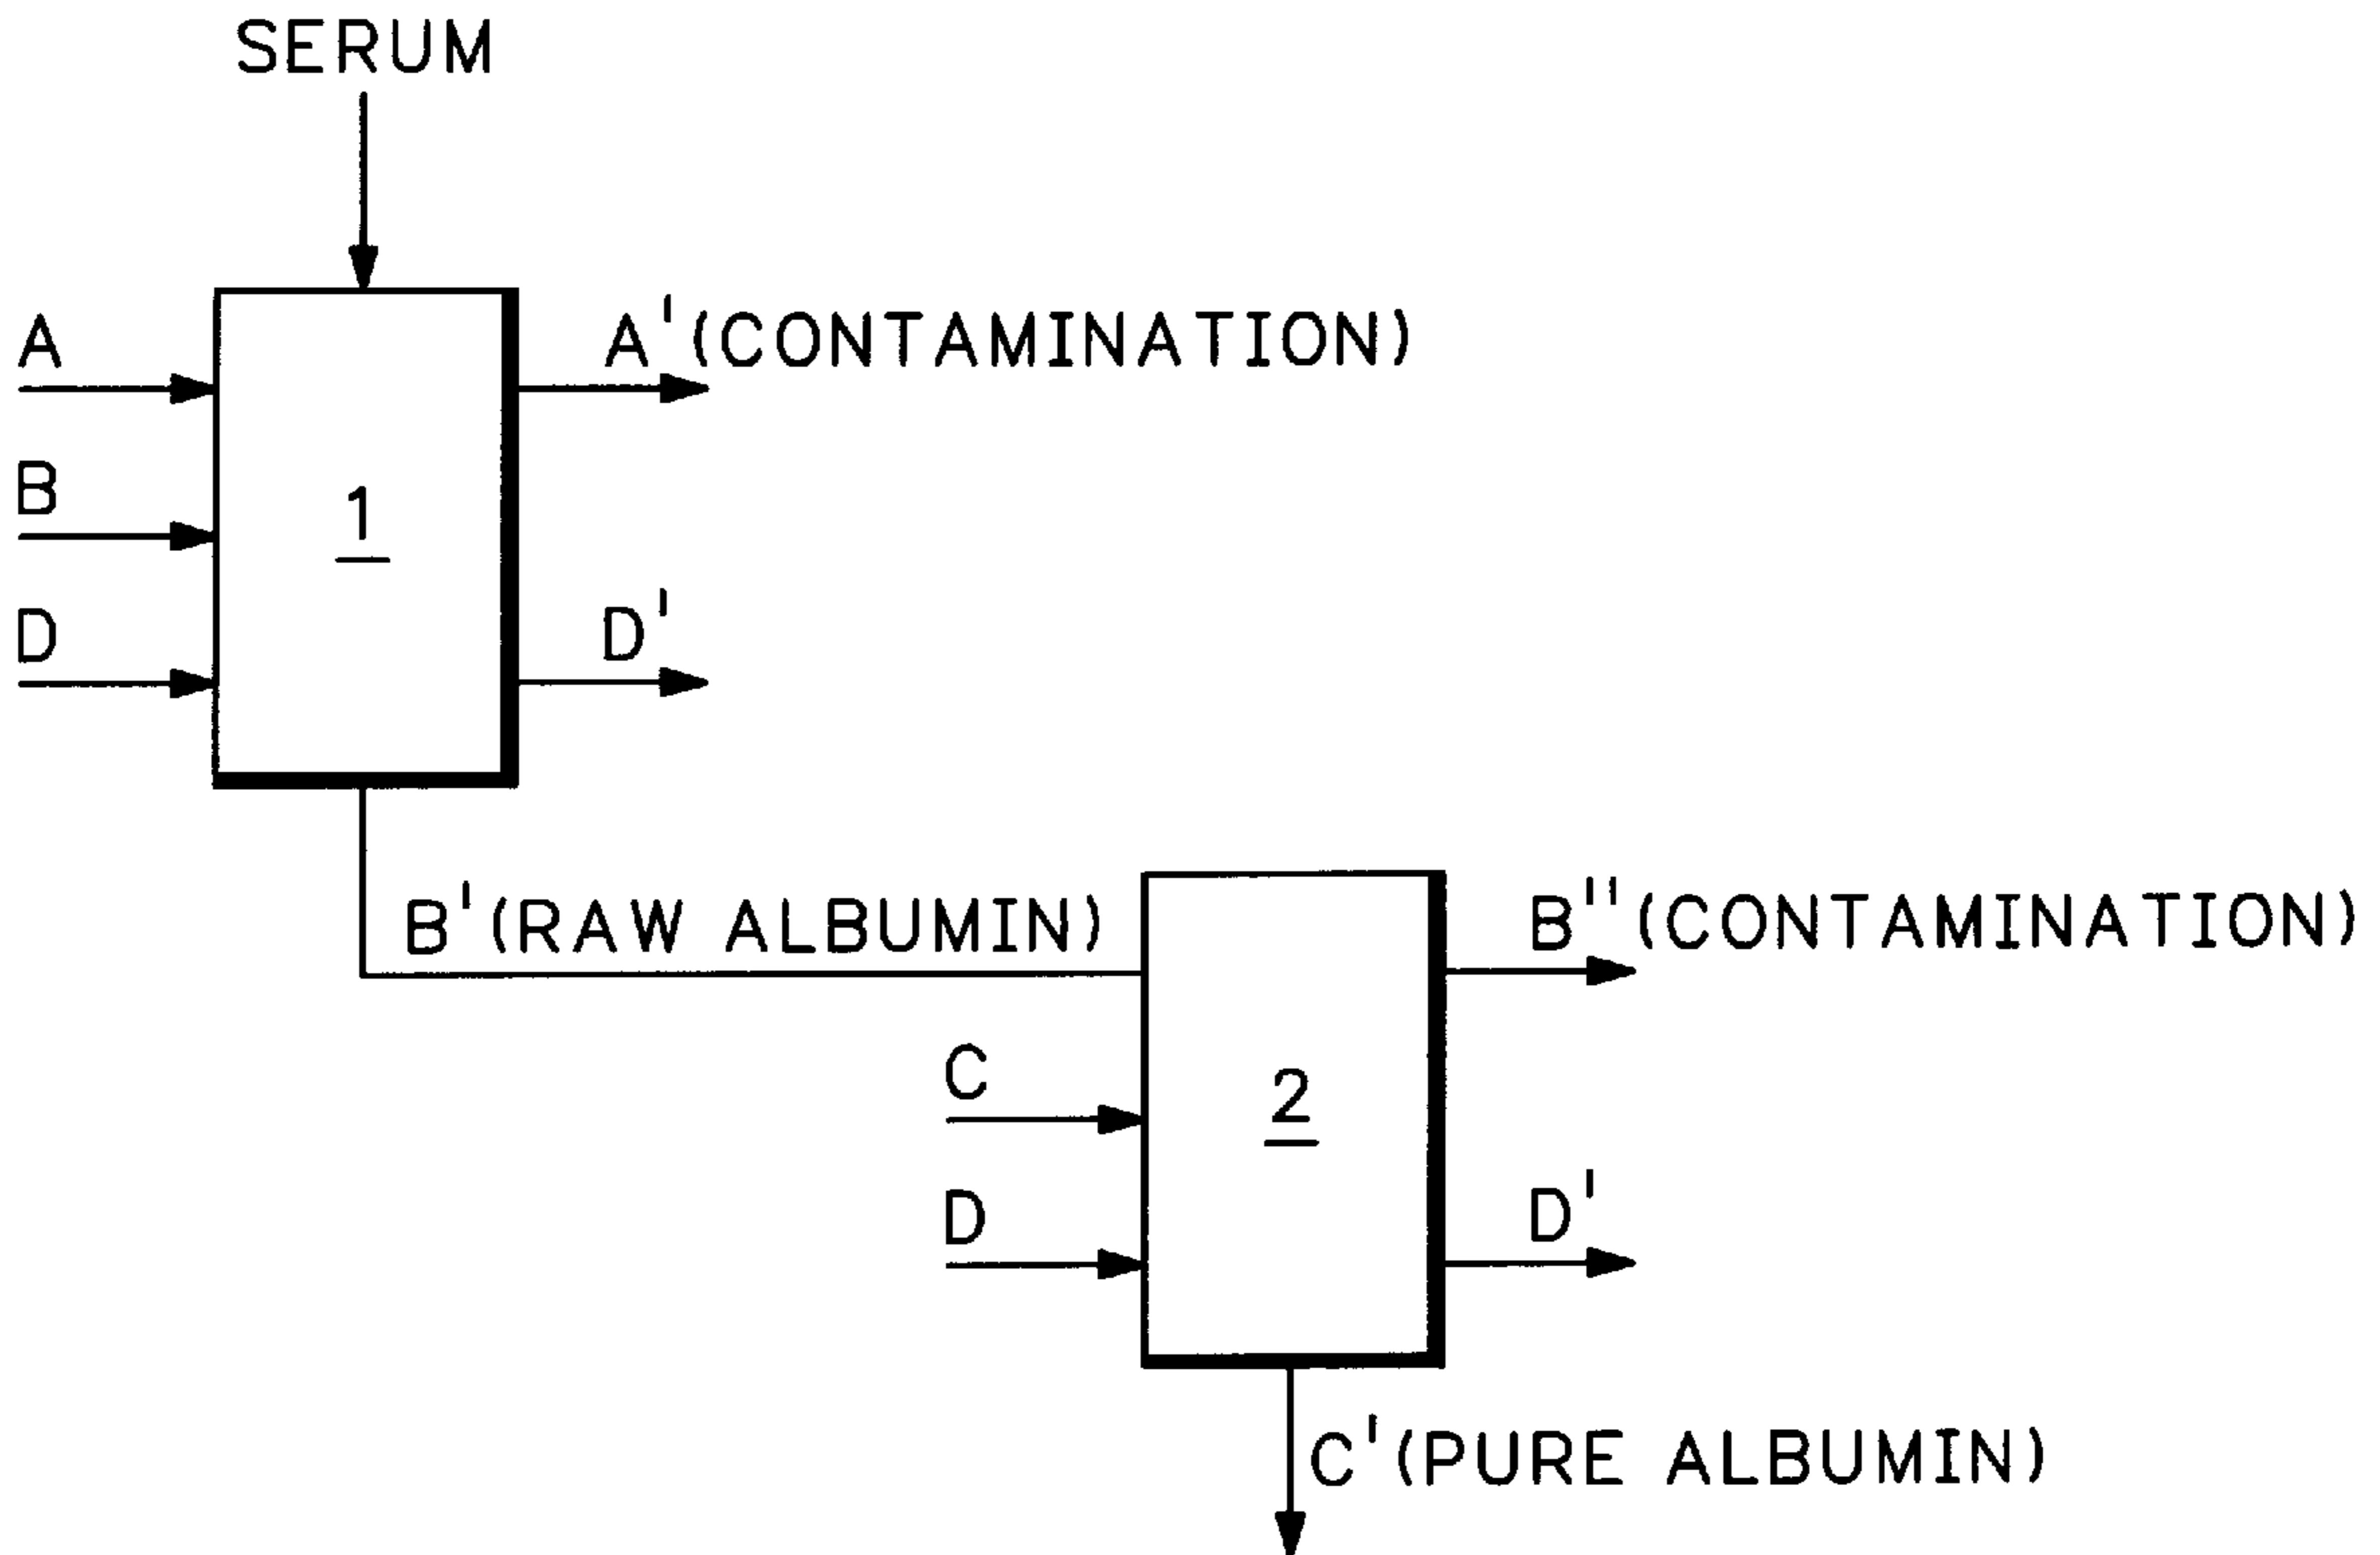 SERUM
A
A'(CONTAMINATION)
B
1
D
D'
B'(RAW ALBUMIN)
B''(CONTAMINATION)
C
2
D
D'
C'(PURE ALBUMIN)